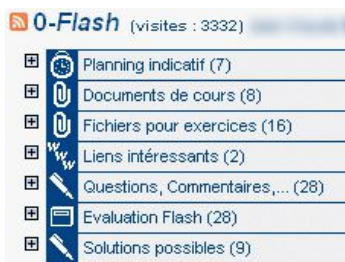 0-Flash (visites : 3332)
Planning indicatif (7)
Documents de cours (8)
Fichiers pour exercices (16)
www Liens intéressants (2)
Questions, Commentaires,... (28)
Evaluation Flash (28)
Solutions possibles (9)